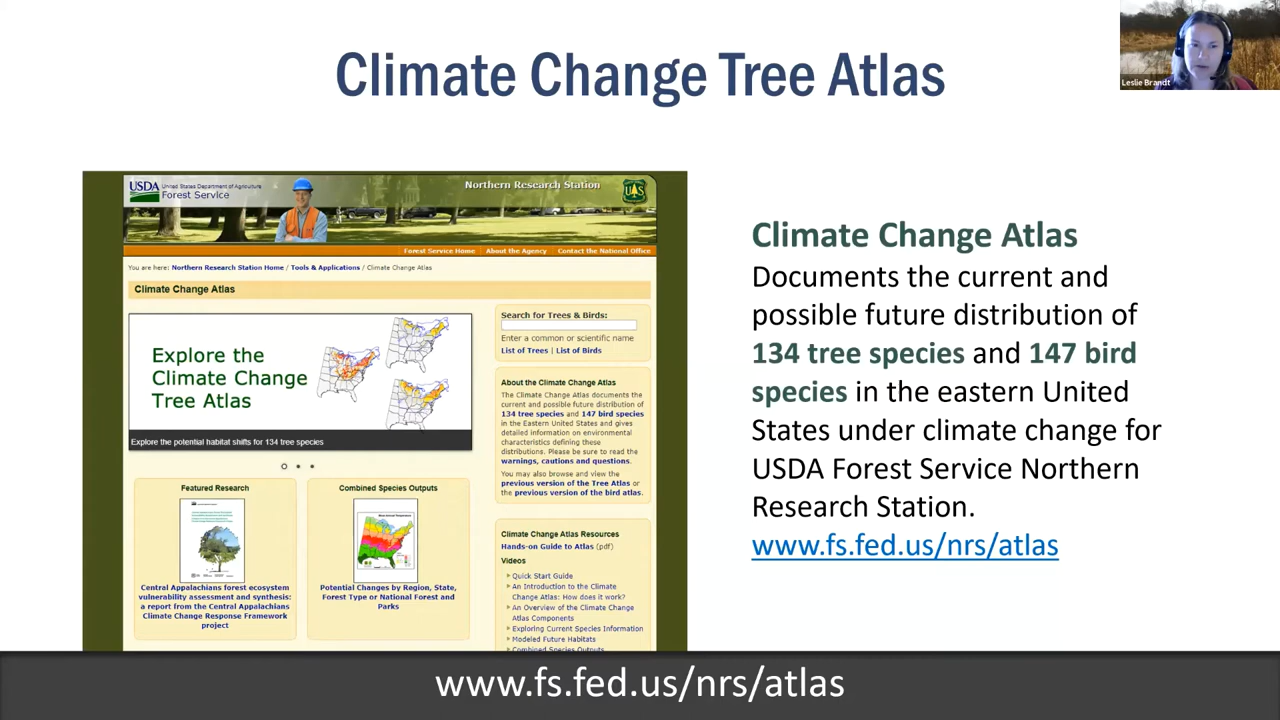 Climate Change Tree Atlas
Leslie Brandt
USDA
United States Department of Agriculture
Forest Service
Northern Research Station
UAS
Forest Service Home | About the Agency | Contact the National Office
You are here: Northern Research Station Home / Tools & Applications / Climate Change Atlas
Climate Change Atlas
Explore the
Climate Change
Tree Atlas
Explore the potential habitat shifts for 134 tree species
Featured Research
Central Appalachians forest ecosystem
vulnerability assessment and synthesis:
a report from the Central Appalachians
Climate Change Response Framework
project
Combined Species Outputs
Potential Changes by Region, State,
Forest Type or National Forest and
Parks
Search for Trees & Birds:
Enter a common or scientific name
List of Trees | List of Birds
About the Climate Change Atlas
The Climate Change Atlas documents the
current and possible future distribution of
134 tree species and 147 bird species
in the Eastern United States and gives
detailed information on environmental
characteristics defining these
distributions. Please be sure to read the
warnings, cautions and questions.
You may also browse and view the
previous version of the Tree Atlas or
the previous version of the bird atlas.
Climate Change Atlas Resources
Hands-on Guide to Atlas (pdf)
Videos
Quick Start Guide
An Introduction to the Climate
Change Atlas: How does it work?
An Overview of the Climate Change
Atlas Components
Exploring Current Species Information
Modeled Future Habitats
Combined Species Outputs
Climate Change Atlas
Documents the current and
possible future distribution of
134 tree species and 147 bird
species in the eastern United
States under climate change for
USDA Forest Service Northern
Research Station.
www.fs.fed.us/nrs/atlas
www.fs.fed.us/nrs/atlas